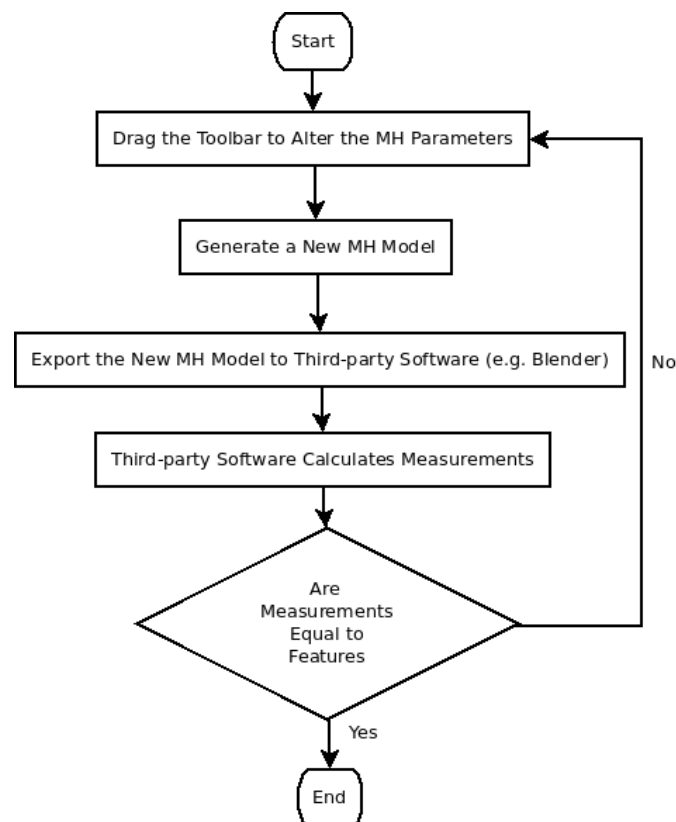 Start
Drag the Toolbar to Alter the MH Parameters
Generate a New MH Model
Export the New MH Model to Third-party Software (e.g. Blender)
No
Third-party Software Calculates Measurements
Are
Measurements
Equal to
Features
Yes
End